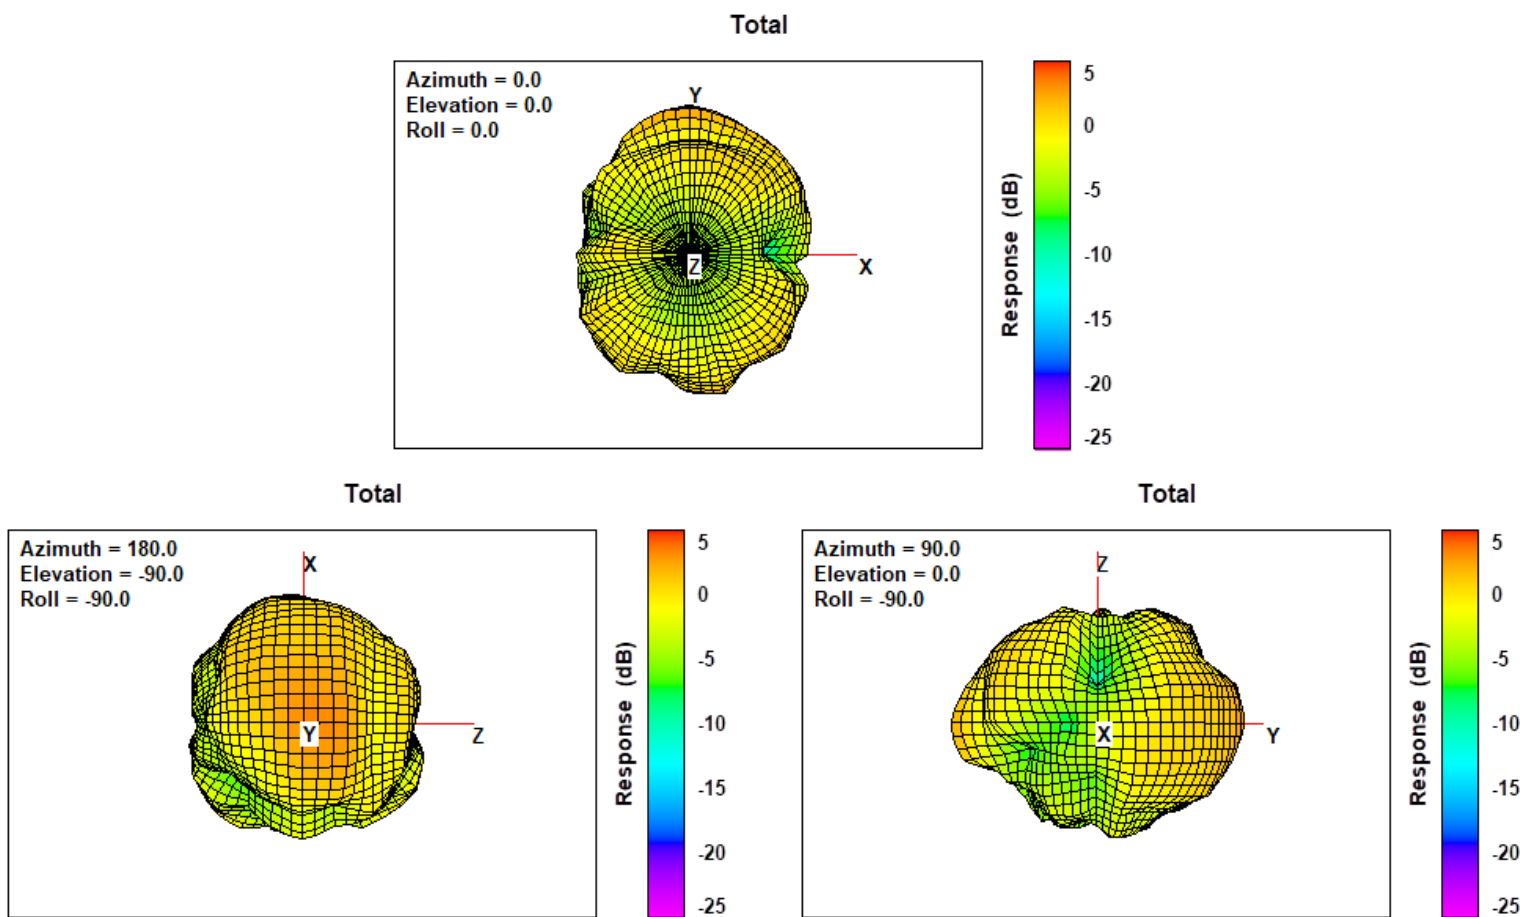 Total
Azimuth = 0.0
Elevation = 0.0
Roll = 0.0
Y
Z
X
Response (dB)
5
0
-5
-10
-15
-20
-25
Total
Azimuth = 180.0
Elevation = -90.0
Roll = -90.0
X
Y
Z
Response (dB)
5
0
-5
-10
-15
-20
-25
Total
Azimuth = 90.0
Elevation = 0.0
Roll = -90.0
Z
X
Y
Response (dB)
5
0
-5
-10
-15
-20
-25